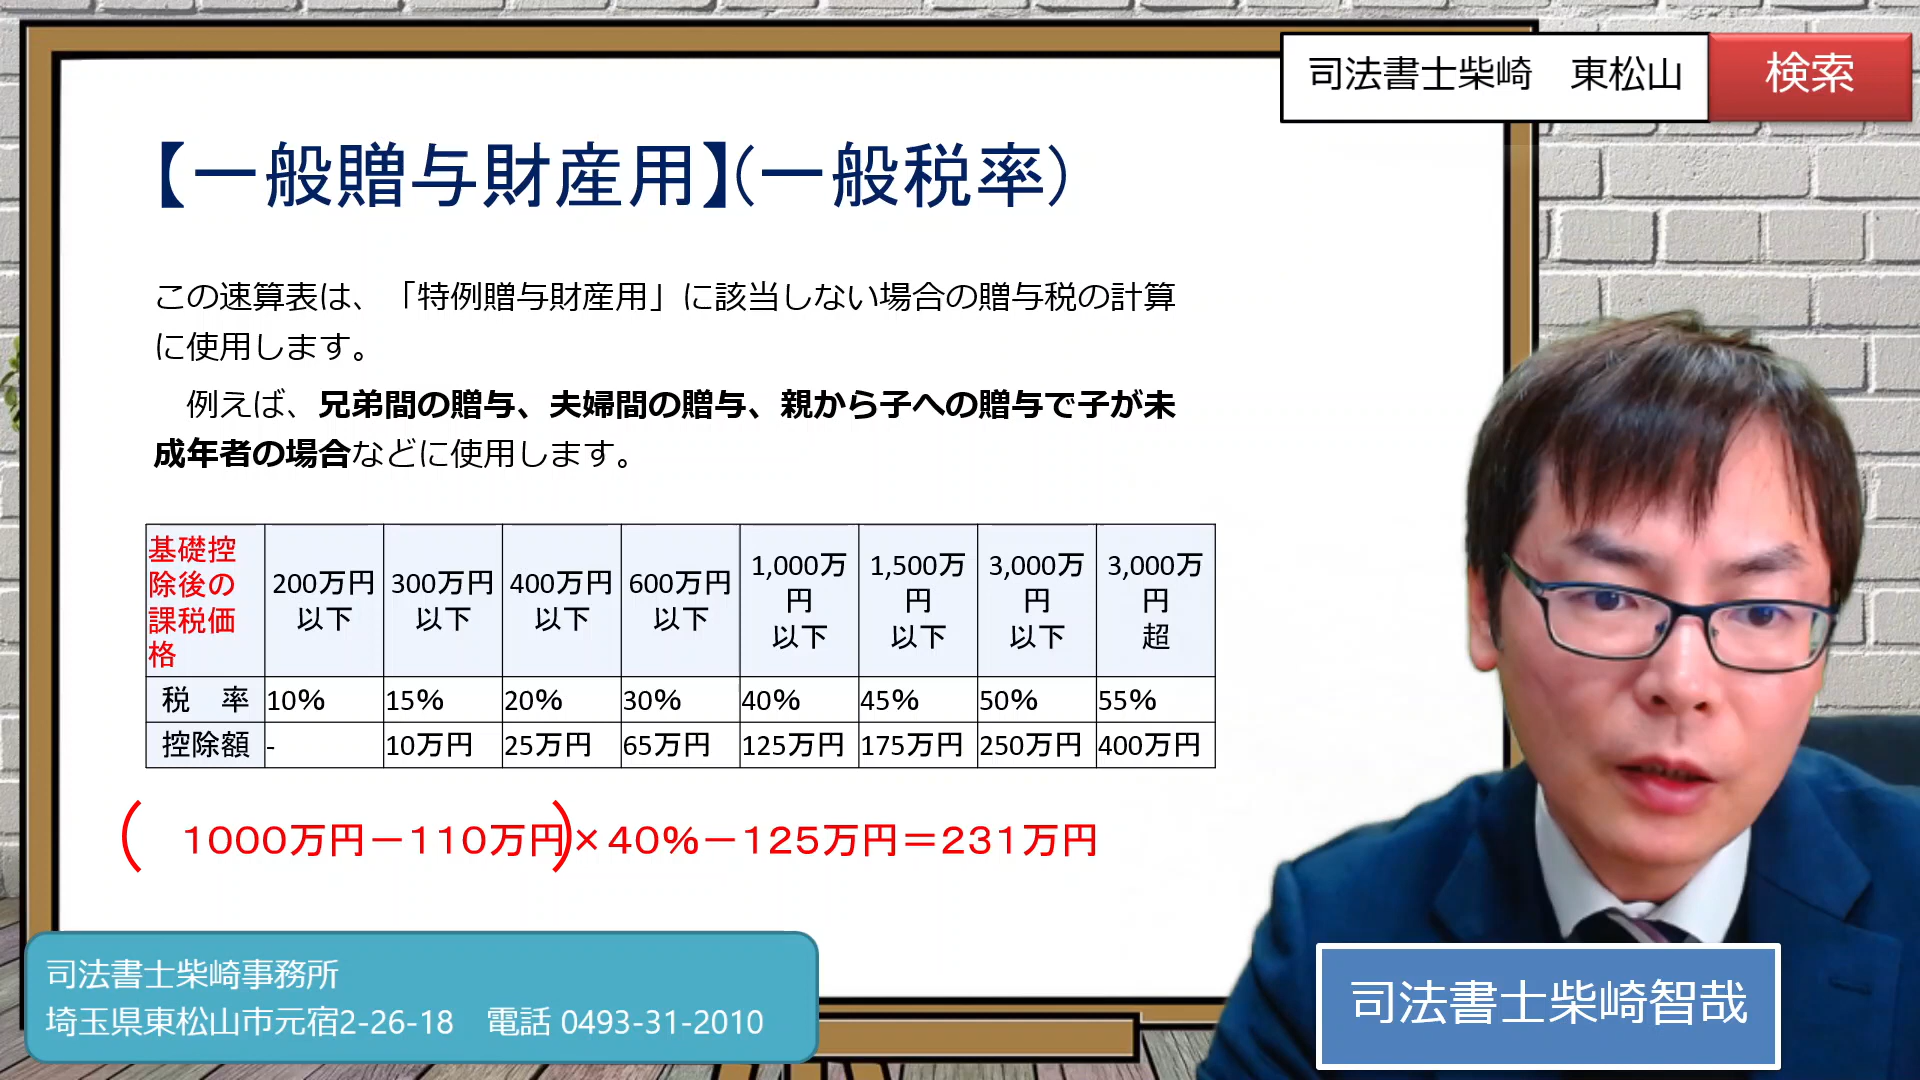 司法書士柴崎　東松山
検索
【一般贈与財産用】（一般税率）
この速算表は、「特例贈与財産用」に該当しない場合の贈与税の計算
に使用します。
例えば、兄弟間の贈与、夫婦間の贈与、親から子への贈与で子が未
成年者の場合などに使用します。
基礎控除後の課税価格 200万円以下 300万円以下 400万円以下 600万円以下 1,000万円以下 1,500万円以下 3,000万円以下 3,000万円超
税　率 10% 15% 20% 30% 40% 45% 50% 55%
控除額 - 10万円 25万円 65万円 125万円 175万円 250万円 400万円
（　1000万円－110万円）×40％－125万円＝231万円
司法書士柴崎事務所
埼玉県東松山市元宿2-26-18　電話 0493-31-2010
司法書士柴崎智哉